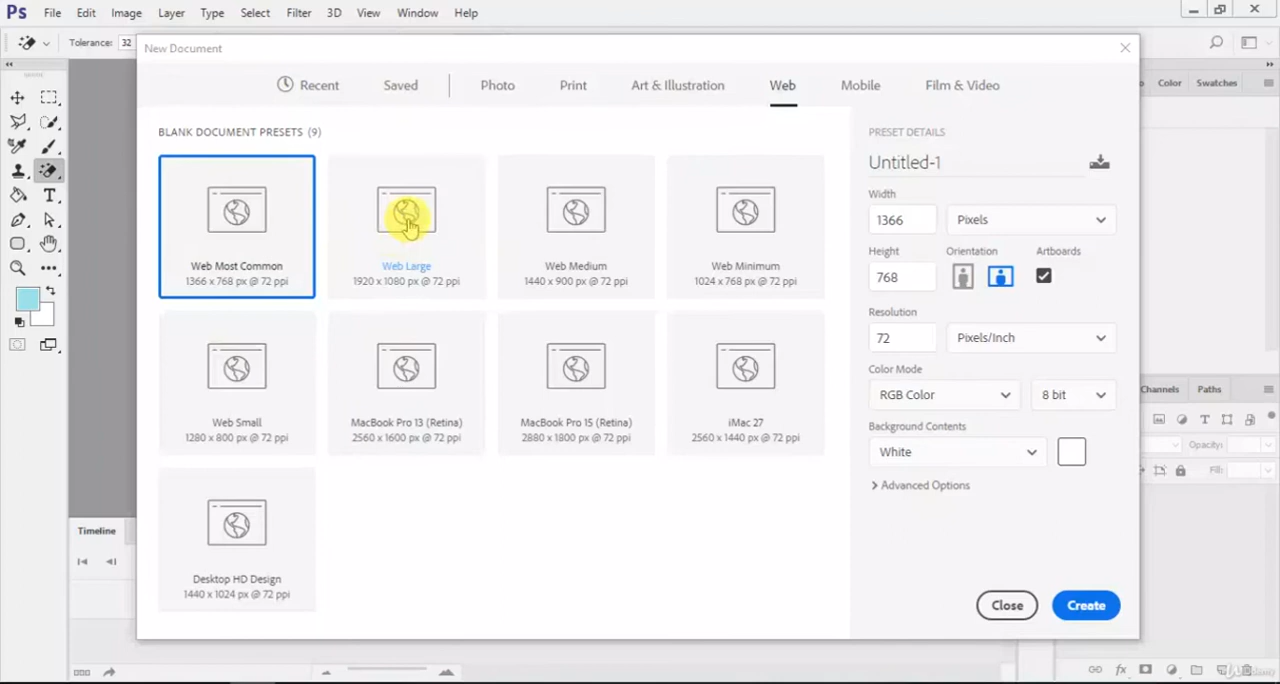 Ps File Edit Image Layer Type Select Filter 3D View Window Help
Tolerance: 32
New Document
Recent Saved Photo Print Art & Illustration Web Mobile Film & Video
Color Swatches
BLANK DOCUMENT PRESETS (9)
PRESET DETAILS
Untitled-1
Width
1366 Pixels
Height Orientation Artboards
768
Resolution
72 Pixels/Inch
Color Mode
RGB Color 8 bit
Background Contents
White
Advanced Options
Close Create
Web Most Common
1366 x 768 px @ 72 ppi
Web Large
1920 x 1080 px @ 72 ppi
Web Medium
1440 x 900 px @ 72 ppi
Web Minimum
1024 x 768 px @ 72 ppi
Web Small
1280 x 800 px @ 72 ppi
MacBook Pro 13 (Retina)
2560 x 1600 px @ 72 ppi
MacBook Pro 15 (Retina)
2880 x 1800 px @ 72 ppi
iMac 27
2560 x 1440 px @ 72 ppi
Desktop HD Design
1440 x 1024 px @ 72 ppi
Channels Paths
Opacity:
Fill:
Timeline